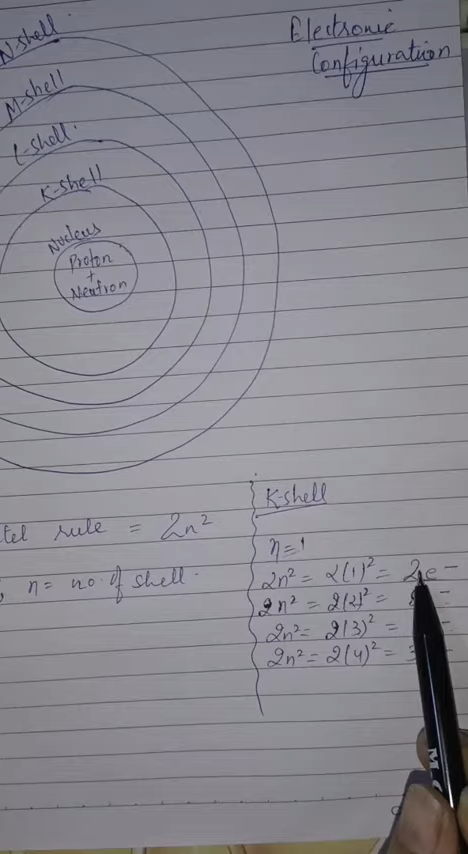 Electronic
Configuration
N-shell
M-shell
L-shell
K-shell
Nucleus
Proton
+
Neutron
rule = 2n²
n = no. of shell.
K-shell
n=1
2n² = 2(1)² = 2e-
2n² = 2(2)² =
2n² = 2(3)² =
2n² = 2(4)² = 3
M